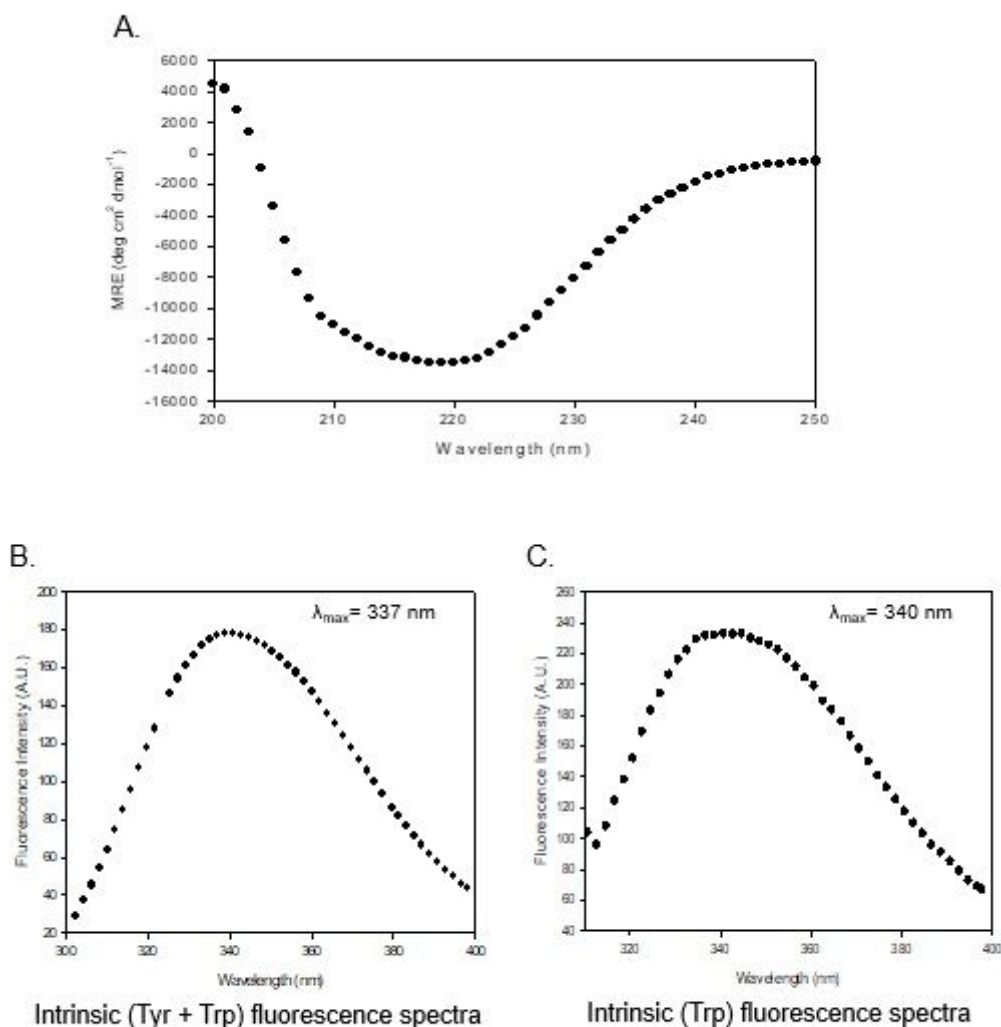 A.
6000
4000
2000
0
-2000
-4000
-6000
-8000
-10000
-12000
-14000
-16000
MRE (deg cm² dmol⁻¹)
200 210 220 230 240 250
Wavelength (nm)
B.
200
180
160
140
120
100
80
60
40
20
Fluorescence Intensity (A.U.)
λmax= 337 nm
300 320 340 360 380 400
Wavelength (nm)
Intrinsic (Tyr + Trp) fluorescence spectra
C.
260
240
220
200
180
160
140
120
100
80
60
40
Fluorescence Intensity (A.U.)
λmax= 340 nm
320 340 360 380 400
Wavelength (nm)
Intrinsic (Trp) fluorescence spectra